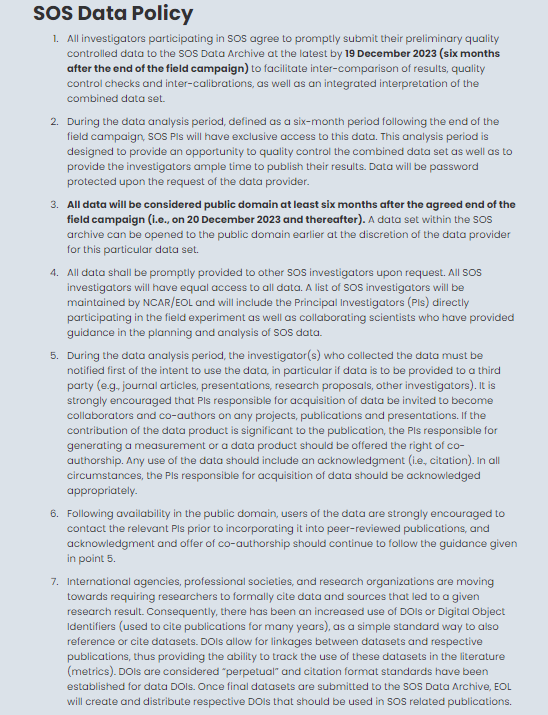 SOS Data Policy
1. All investigators participating in SOS agree to promptly submit their preliminary quality
controlled data to the SOS Data Archive at the latest by 19 December 2023 (six months
after the end of the field campaign) to facilitate inter-comparison of results, quality
control checks and inter-calibrations, as well as an integrated interpretation of the
combined data set.
2. During the data analysis period, defined as a six-month period following the end of the
field campaign, SOS PIs will have exclusive access to this data. This analysis period is
designed to provide an opportunity to quality control the combined data set as well as to
provide the investigators ample time to publish their results. Data will be password
protected upon the request of the data provider.
3. All data will be considered public domain at least six months after the agreed end of the
field campaign (i.e., on 20 December 2023 and thereafter). A data set within the SOS
archive can be opened to the public domain earlier at the discretion of the data provider
for this particular data set.
4. All data shall be promptly provided to other SOS investigators upon request. All SOS
investigators will have equal access to all data. A list of SOS investigators will be
maintained by NCAR/EOL and will include the Principal Investigators (PIs) directly
participating in the field experiment as well as collaborating scientists who have provided
guidance in the planning and analysis of SOS data.
5. During the data analysis period, the investigator(s) who collected the data must be
notified first of the intent to use the data, in particular if data is to be provided to a third
party (e.g., journal articles, presentations, research proposals, other investigators). It is
strongly encouraged that PIs responsible for acquisition of data be invited to become
collaborators and co-authors on any projects, publications and presentations. If the
contribution of the data product is significant to the publication, the PIs responsible for
generating a measurement or a data product should be offered the right of co-
authorship. Any use of the data should include an acknowledgment (i.e., citation). In all
circumstances, the PIs responsible for acquisition of data should be acknowledged
appropriately.
6. Following availability in the public domain, users of the data are strongly encouraged to
contact the relevant PIs prior to incorporating it into peer-reviewed publications, and
acknowledgment and offer of co-authorship should continue to follow the guidance given
in point 5.
7. International agencies, professional societies, and research organizations are moving
towards requiring researchers to formally cite data and sources that led to a given
research result. Consequently, there has been an increased use of DOIs or Digital Object
Identifiers (used to cite publications for many years), as a simple standard way to also
reference or cite datasets. DOIs allow for linkages between datasets and respective
publications, thus providing the ability to track the use of these datasets in the literature
(metrics). DOIs are considered "perpetual" and citation format standards have been
established for data DOIs. Once final datasets are submitted to the SOS Data Archive, EOL
will create and distribute respective DOIs that should be used in SOS related publications.